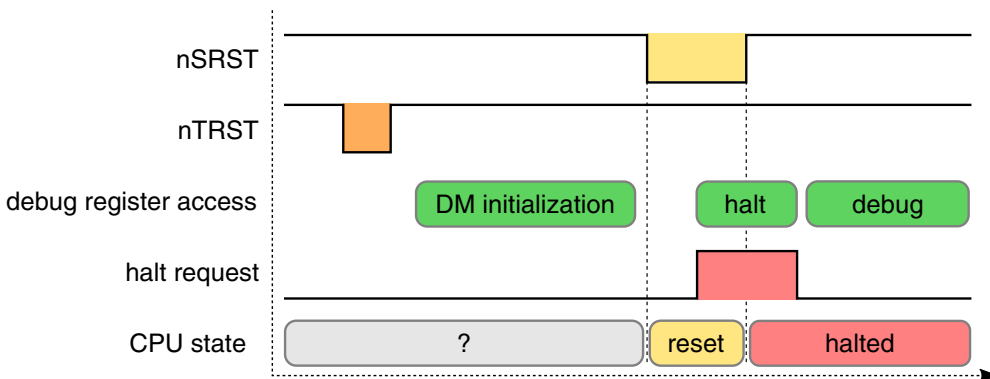 nSRST
nTRST
debug register access
DM initialization
halt
debug
halt request
CPU state
?
reset
halted